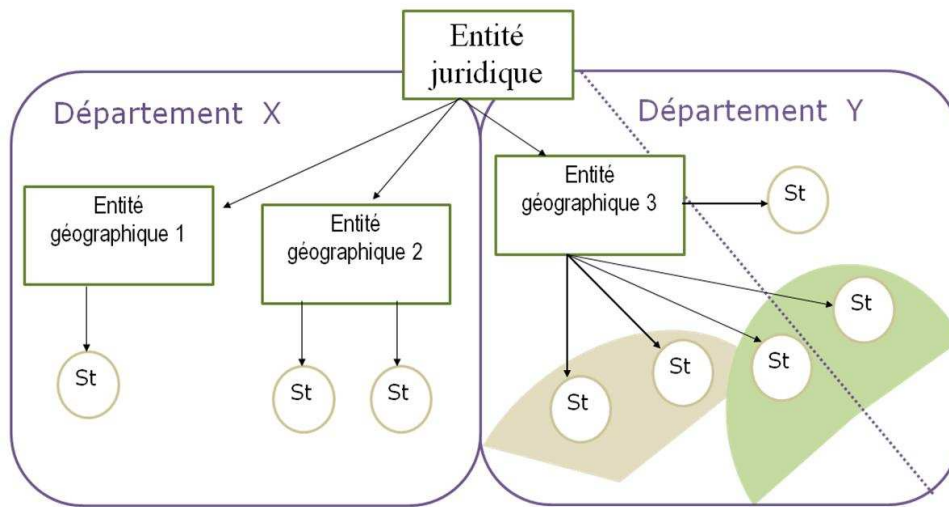 Entité
juridique
Département X
Département Y
Entité
géographique 1
Entité
géographique 2
Entité
géographique 3
St
St
St
St
St
St
St
St